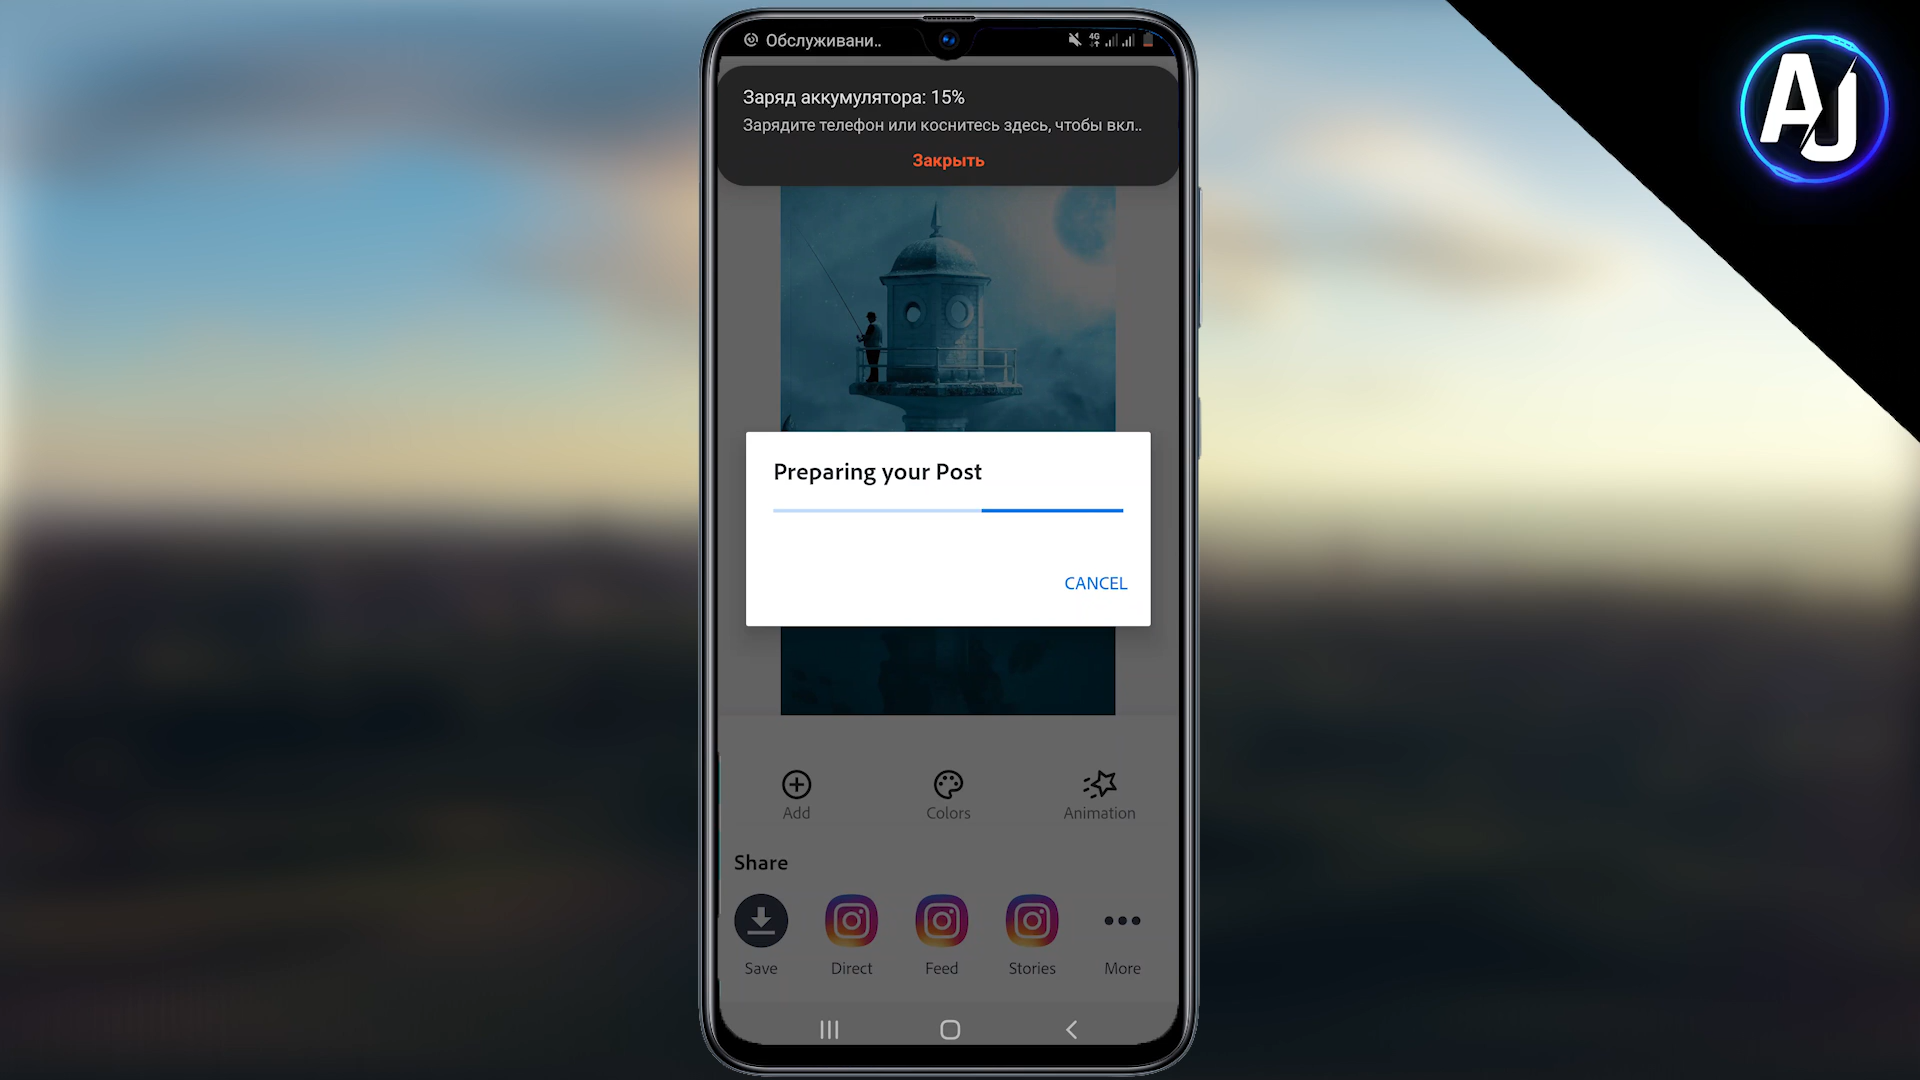 Обслуживани..
4G
AJ
Заряд аккумулятора: 15%
Зарядите телефон или коснитесь здесь, чтобы вкл..
Закрыть
Preparing your Post
CANCEL
Add
Colors
Animation
Share
Save
Direct
Feed
Stories
More